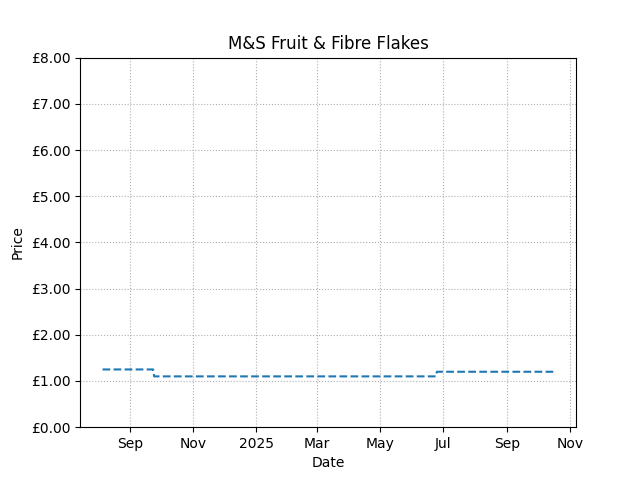 M&S Fruit & Fibre Flakes
£8.00
£7.00
£6.00
£5.00
£4.00
£3.00
£2.00
£1.00
£0.00
Price
Sep Nov 2025 Mar May Jul Sep Nov
Date